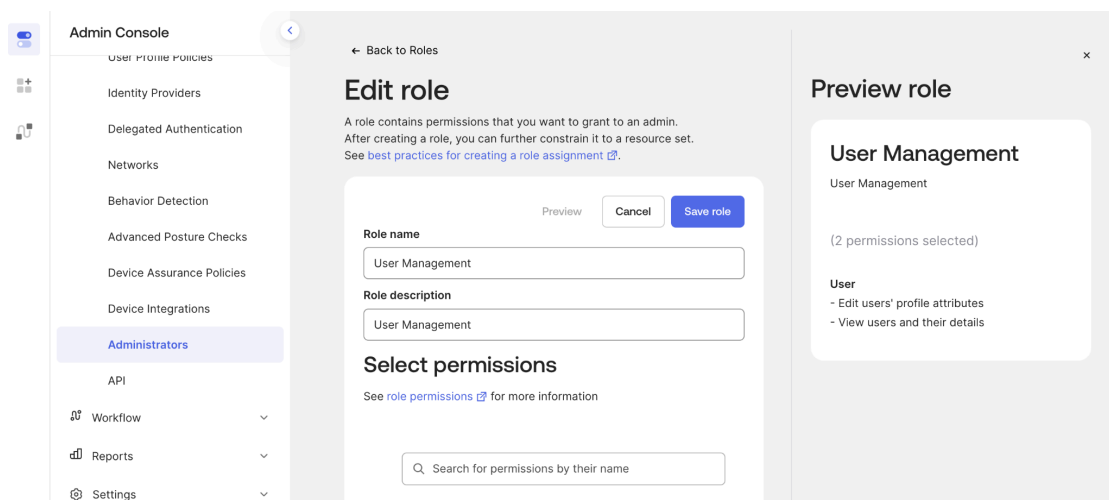 Admin Console
User Profile Policies
Identity Providers
Delegated Authentication
Networks
Behavior Detection
Advanced Posture Checks
Device Assurance Policies
Device Integrations
Administrators
API
Workflow
Reports
Settings
← Back to Roles
Edit role
A role contains permissions that you want to grant to an admin.
After creating a role, you can further constrain it to a resource set.
See best practices for creating a role assignment.
Preview
Cancel
Save role
Role name
User Management
Role description
User Management
Select permissions
See role permissions for more information
Search for permissions by their name
Preview role
User Management
User Management
(2 permissions selected)
User
- Edit users' profile attributes
- View users and their details